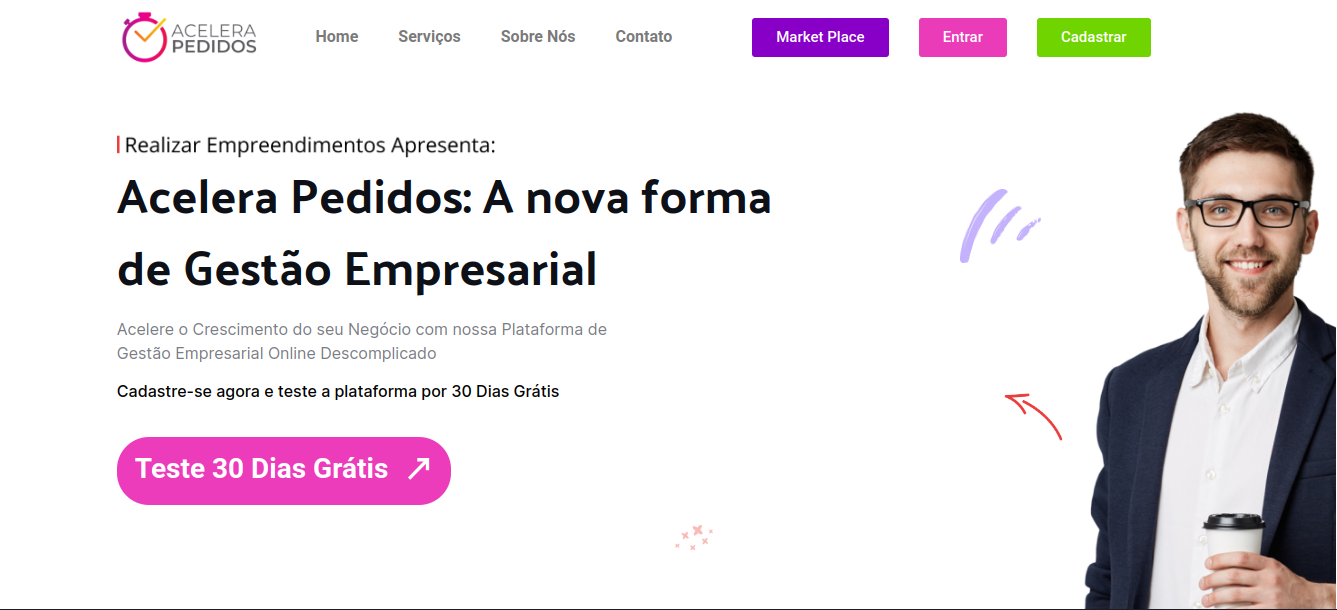 ACELERA
PEDIDOS
Home
Serviços
Sobre Nós
Contato
Market Place
Entrar
Cadastrar
Realizar Empreendimentos Apresenta:
Acelera Pedidos: A nova forma
de Gestão Empresarial
Acelere o Crescimento do seu Negócio com nossa Plataforma de
Gestão Empresarial Online Descomplicado
Cadastre-se agora e teste a plataforma por 30 Dias Grátis
Teste 30 Dias Grátis